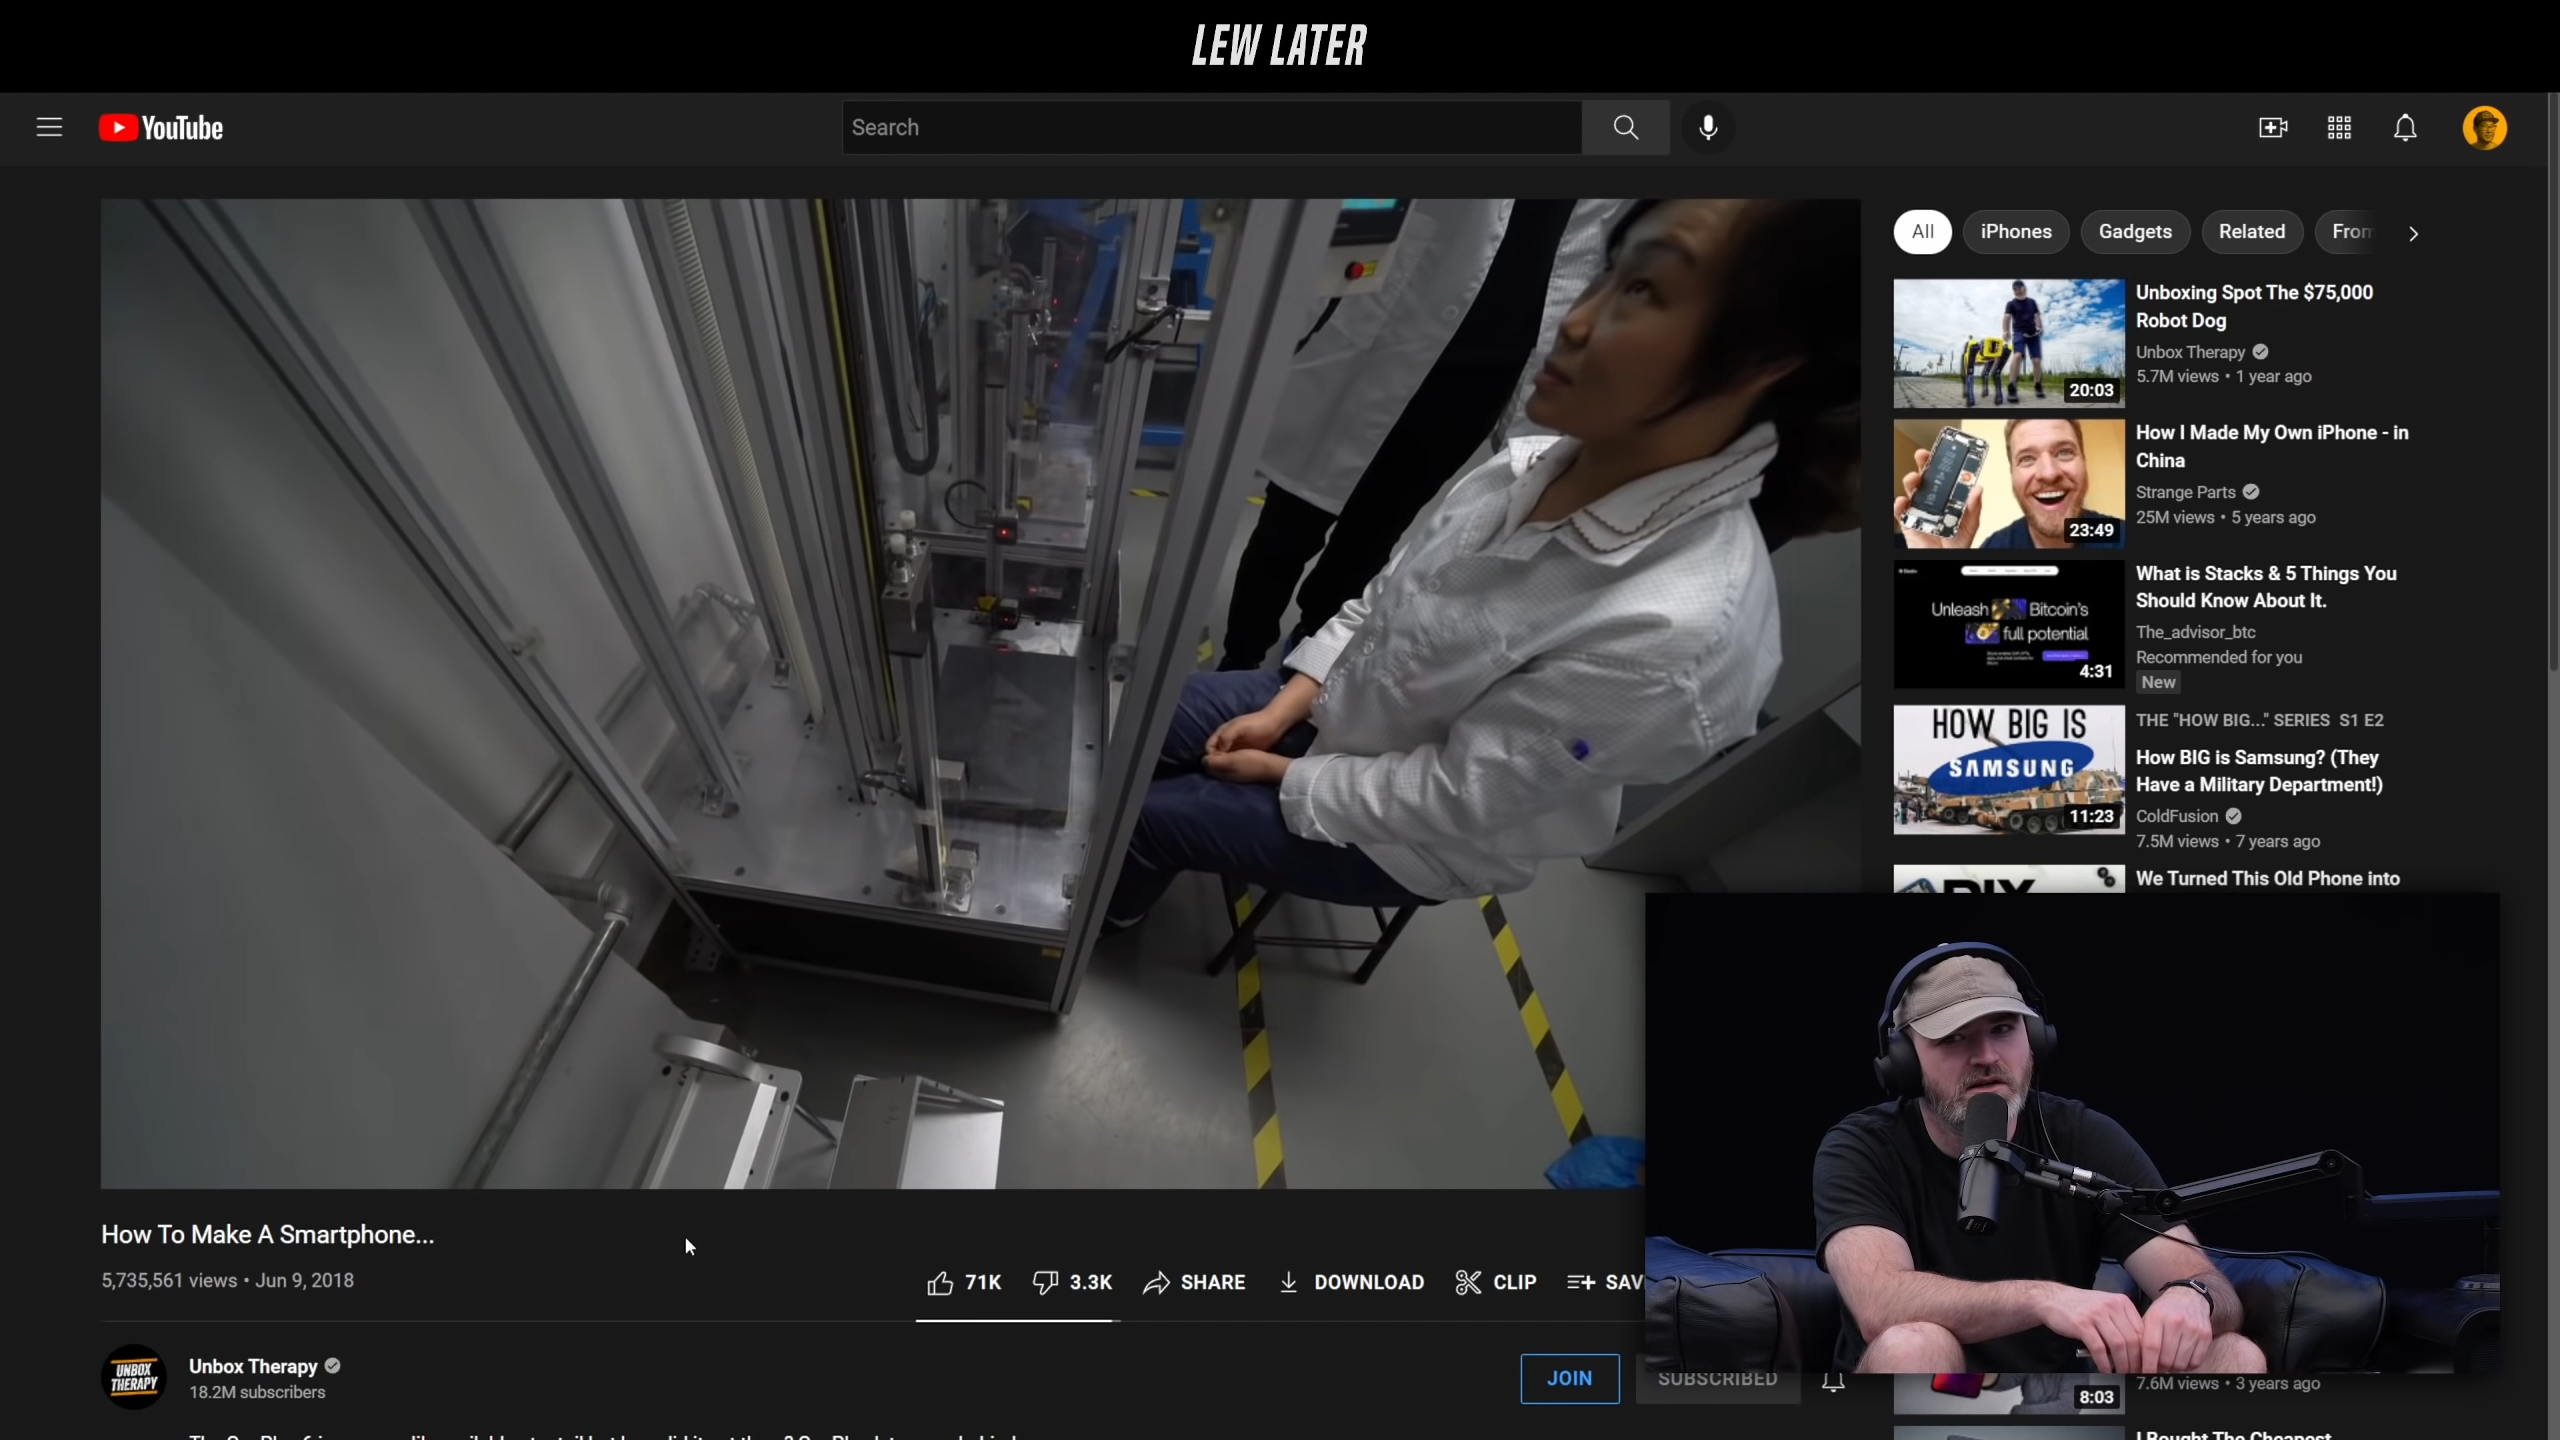 LEW LATER
YouTube
Search
All
iPhones
Gadgets
Related
From
Unboxing Spot The $75,000
Robot Dog
Unbox Therapy
5.7M views • 1 year ago
20:03
How I Made My Own iPhone - in
China
Strange Parts
25M views • 5 years ago
23:49
What is Stacks & 5 Things You
Should Know About It.
The_advisor_btc
Recommended for you
New
Unleash Bitcoin's
full potential
4:31
THE "HOW BIG..." SERIES S1 E2
How BIG is Samsung? (They
Have a Military Department!)
ColdFusion
7.5M views • 7 years ago
HOW BIG IS
SAMSUNG
11:23
We Turned This Old Phone into
DIY
How To Make A Smartphone...
5,735,561 views • Jun 9, 2018
71K
3.3K
SHARE
DOWNLOAD
CLIP
SAV
UNBOX
THERAPY
Unbox Therapy
18.2M subscribers
JOIN
SUBSCRIBED
7.6M views • 3 years ago
8:03
I Bought The Cheapest